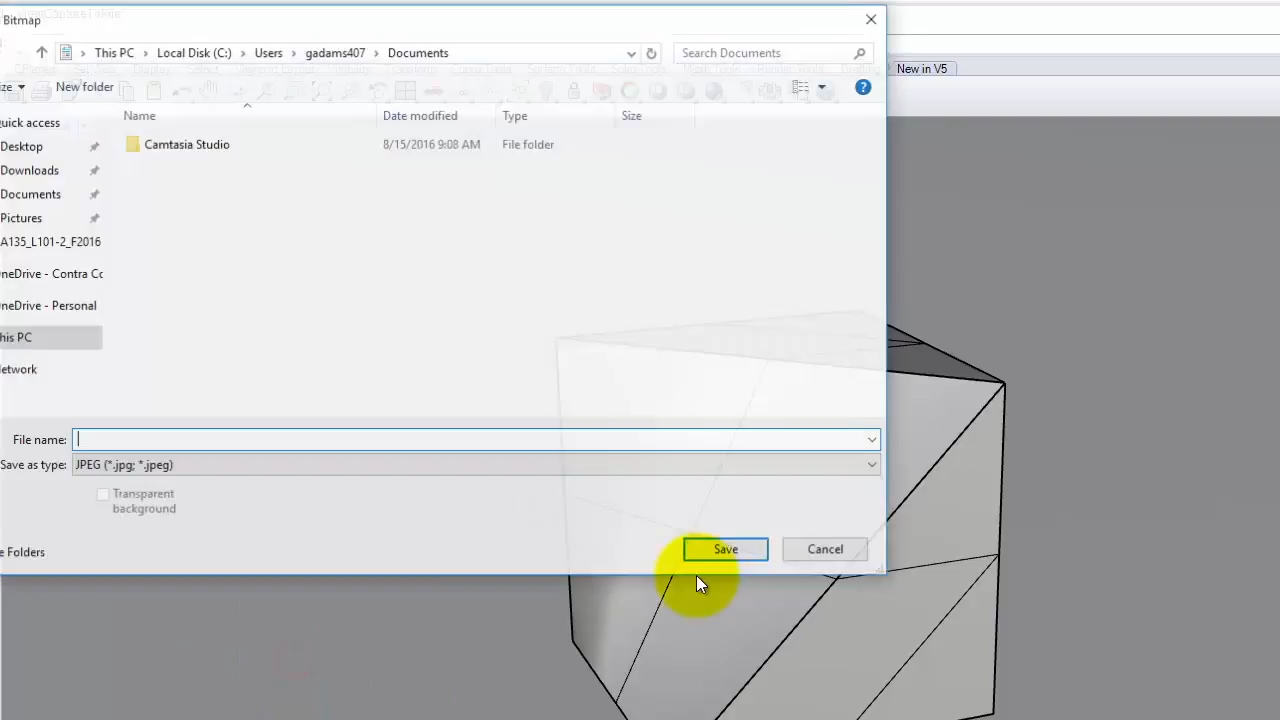 Bitmap
This PC > Local Disk (C:) > Users > gadams407 > Documents
Search Documents
New in V5
ze
New folder
Name
Date modified
Type
Size
uick access
Desktop
Downloads
Documents
Pictures
A135_L101-2_F2016
neDrive - Contra Cc
neDrive - Personal
his PC
etwork
Camtasia Studio
8/15/2016 9:08 AM
File folder
File name:
Save as type:
JPEG (*.jpg; *.jpeg)
Transparent
background
e Folders
Save
Cancel